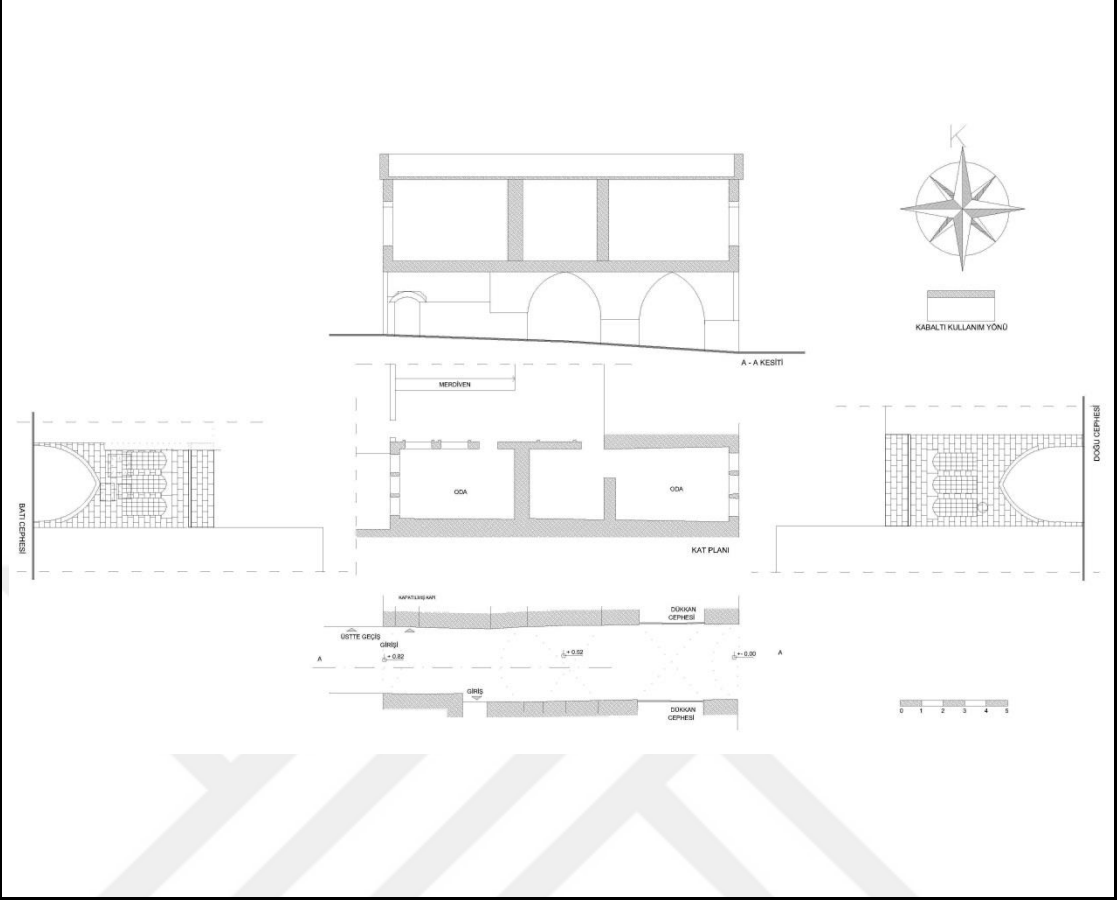 K
KABALTI KULLANIM YÖNÜ
A - A KESİTİ
MERDİVEN
ODA
ODA
KAT PLANI
BATI CEPHESİ
DOĞU CEPHESİ
KAPATILMIŞ KAPI
DÜKKAN
CEPHESİ
ÜSTTE GEÇİŞ
GİRİŞİ
A
+ 0.82
+ 0.52
+- 0.00
A
GİRİŞ
DÜKKAN
CEPHESİ
0 1 2 3 4 5